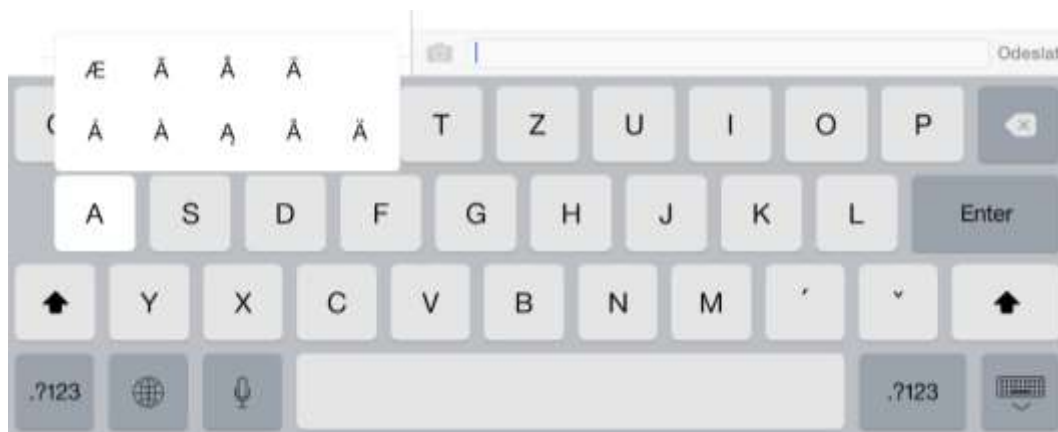 Odeslat
Æ Ã Å Ā
Á À Ą Â Ä
T Z U I O P
A S D F G H J K L Enter
Y X C V B N M ´ ˇ
.?123 .?123